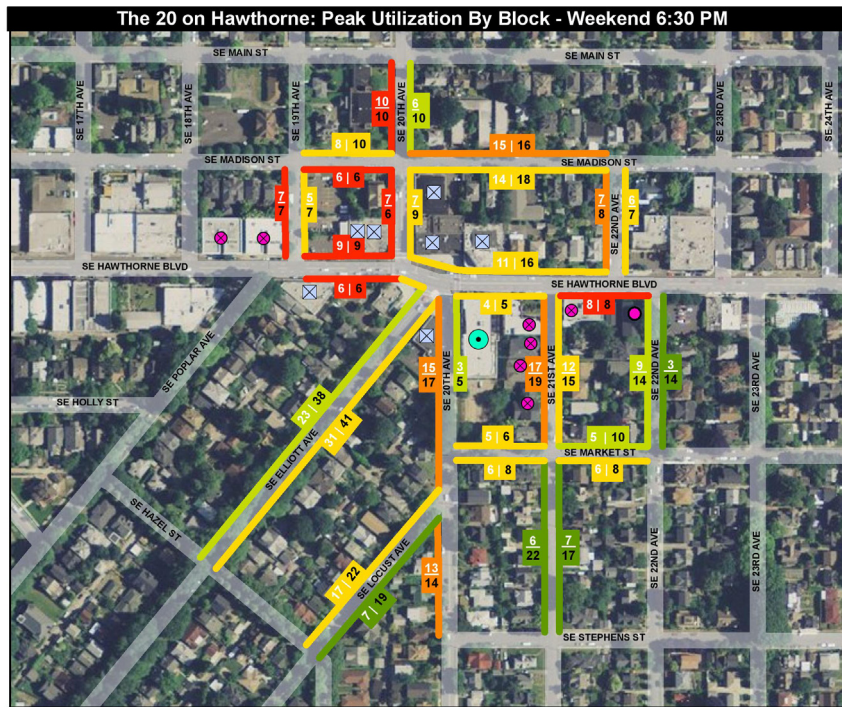 The 20 on Hawthorne: Peak Utilization By Block - Weekend 6:30 PM
SE MAIN ST
SE MAIN ST
SE 17TH AVE
SE 18TH AVE
SE 19TH AVE
10
10
SE 20TH AVE
6
10
SE 23RD AVE
SE 24TH AVE
8 | 10
15 | 16
SE MADISON ST
SE MADISON ST
6 | 6
14 | 18
7
7
5
7
7
6
7
9
7
8
SE 22ND AVE
6
7
9 | 9
11 | 16
SE HAWTHORNE BLVD
SE HAWTHORNE BLVD
6 | 6
4 | 5
8 | 8
SE POPLAR AVE
15
17
SE 20TH AVE
3
5
17
19
SE 21ST AVE
12
15
9
14
SE 22ND AVE
3
14
SE 23RD AVE
SE HOLLY ST
23 | 38
31 | 41
SE ELLIOTT AVE
5 | 6
5 | 10
SE MARKET ST
6 | 8
6 | 8
SE HAZEL ST
6
22
7
17
SE 22ND AVE
SE 23RD AVE
17 | 22
SE LOCUST AVE
7 | 19
13
14
SE STEPHENS ST